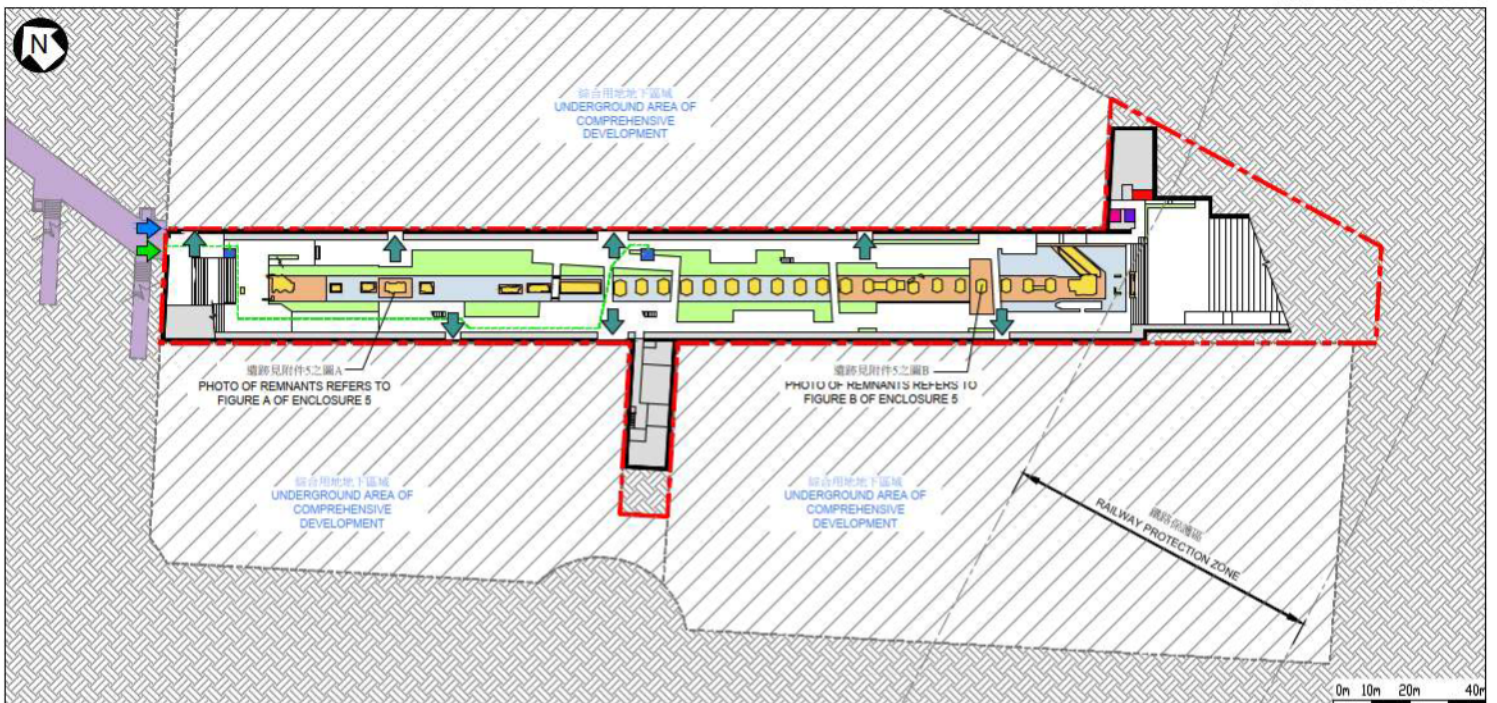 N
綜合用地地下區域
UNDERGROUND AREA OF
COMPREHENSIVE
DEVELOPMENT
遺跡見附件5之圖A
PHOTO OF REMNANTS REFERS TO
FIGURE A OF ENCLOSURE 5
遺跡見附件5之圖B
PHOTO OF REMNANTS REFERS TO
FIGURE B OF ENCLOSURE 5
綜合用地地下區域
UNDERGROUND AREA OF
COMPREHENSIVE
DEVELOPMENT
綜合用地地下區域
UNDERGROUND AREA OF
COMPREHENSIVE
DEVELOPMENT
鐵路保護區
RAILWAY PROTECTION ZONE
0m 10m 20m 40m